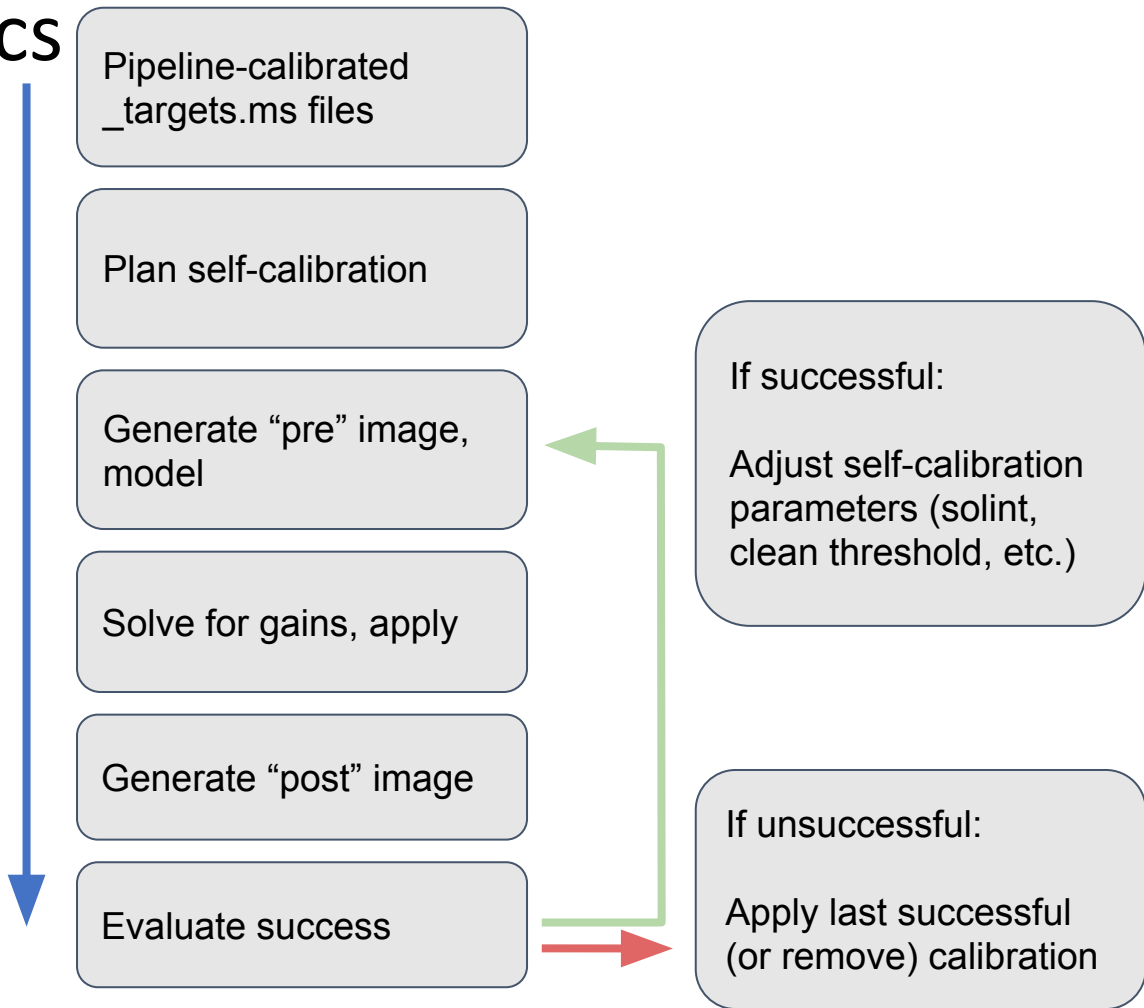 cs
Pipeline-calibrated
_targets.ms files
Plan self-calibration
Generate “pre” image,
model
Solve for gains, apply
Generate “post” image
Evaluate success
If successful:
Adjust self-calibration
parameters (solint,
clean threshold, etc.)
If unsuccessful:
Apply last successful
(or remove) calibration